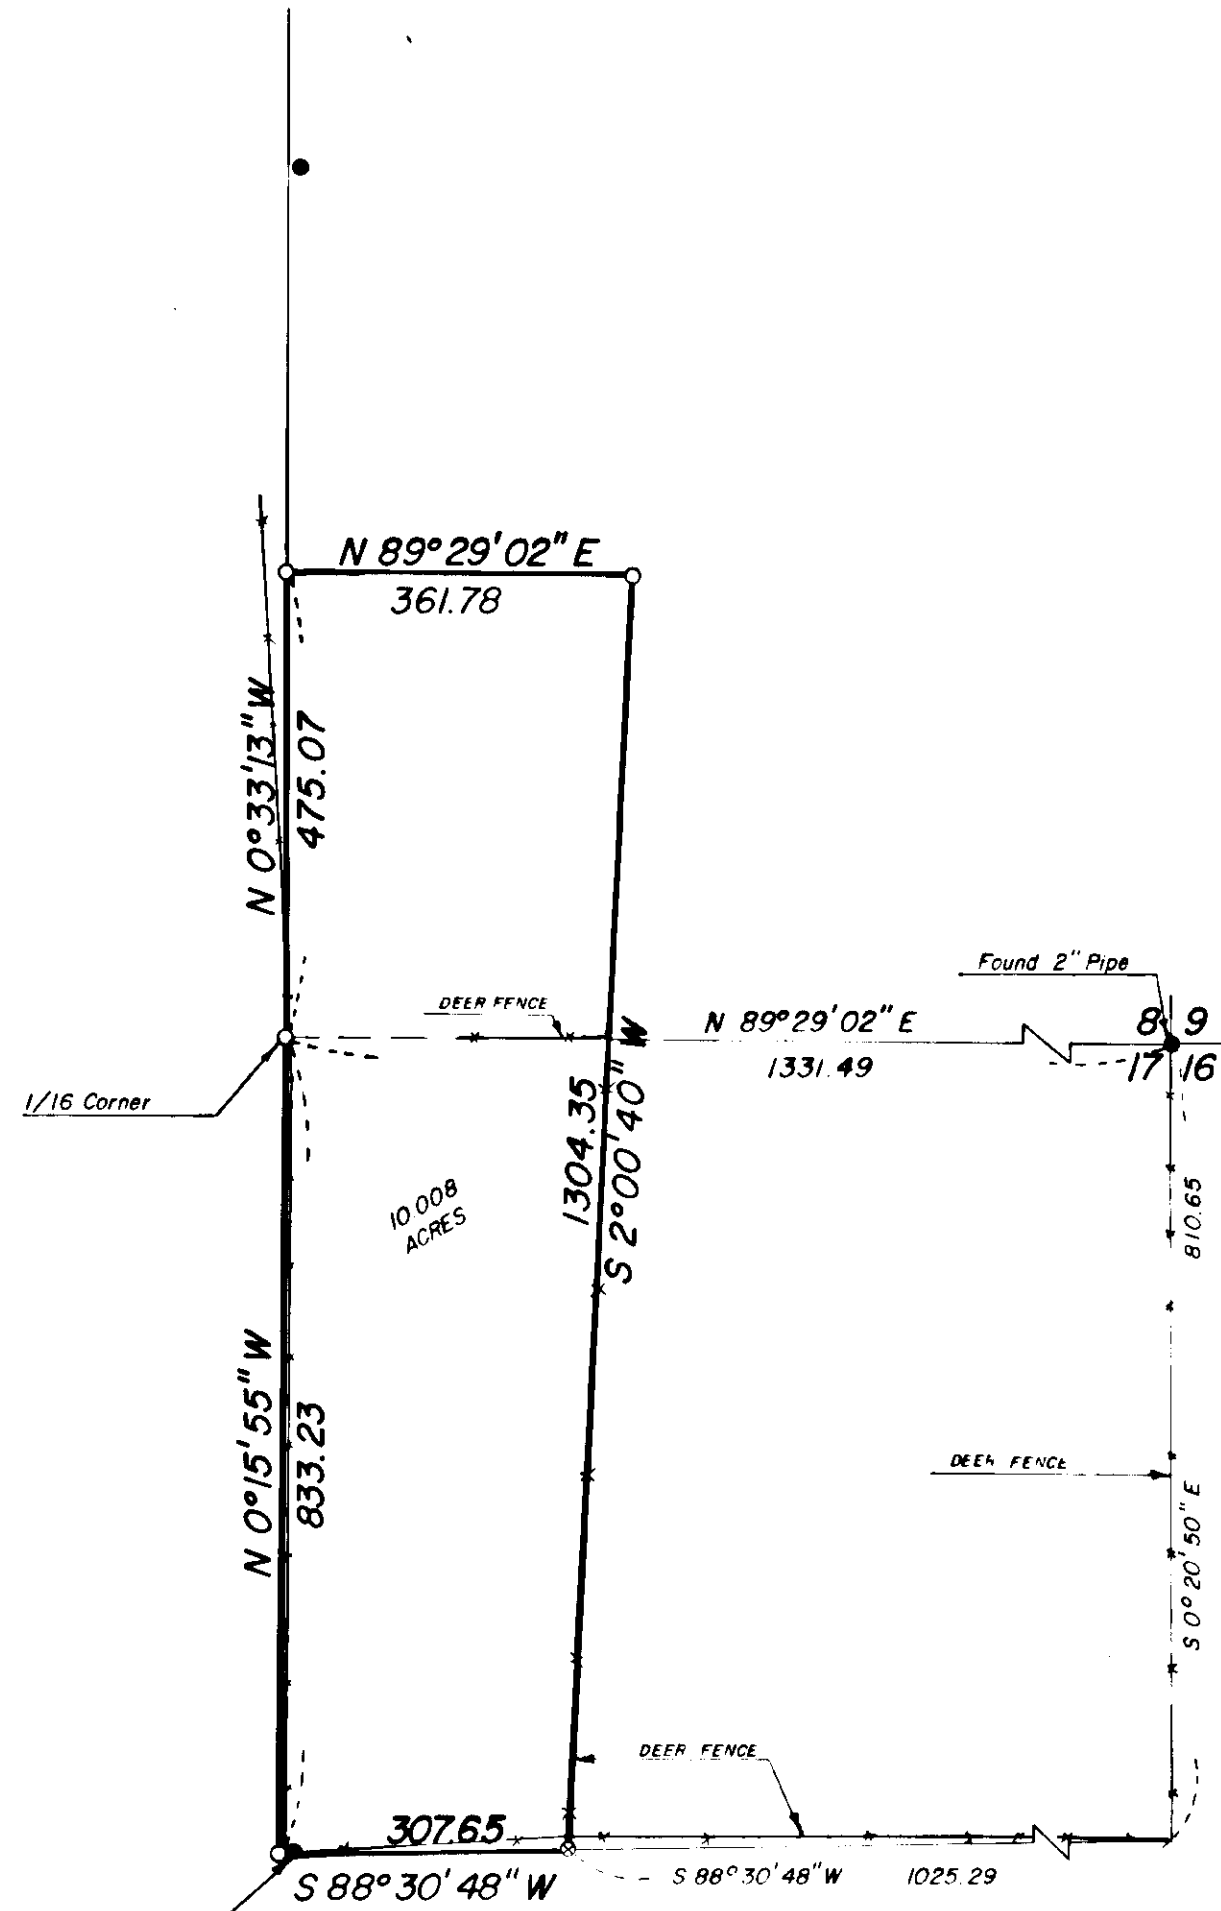 N 89°29'02" E
361.78
N 0°33'13" W
475.07
Found 2" Pipe
DEER FENCE
N 89°29'02" E
1331.49
8 9
17 16
1/16 Corner
1304.35
S 2°00'40" W
10.008
ACRES
810.65
N 0°15'55" W
833.23
DEER FENCE
S 0°20'50" E
DEER FENCE
307.65
S 88°30'48" W
S 88°30'48" W
1025.29